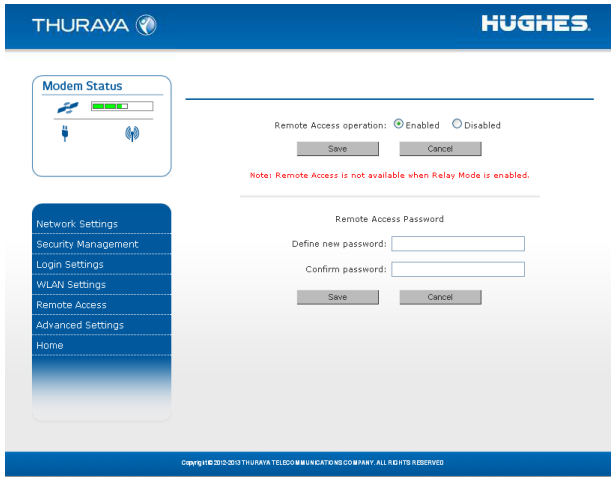 THURAYA
HUGHES.
Modem Status
Remote Access operation: Enabled Disabled
Save Cancel
Note: Remote Access is not available when Relay Mode is enabled.
Network Settings
Security Management
Login Settings
WLAN Settings
Remote Access
Advanced Settings
Home
Remote Access Password
Define new password:
Confirm password:
Save Cancel
Copyright© 2012-2013 THURAYA TELECOMMUNICATIONS COMPANY. ALL RIGHTS RESERVED